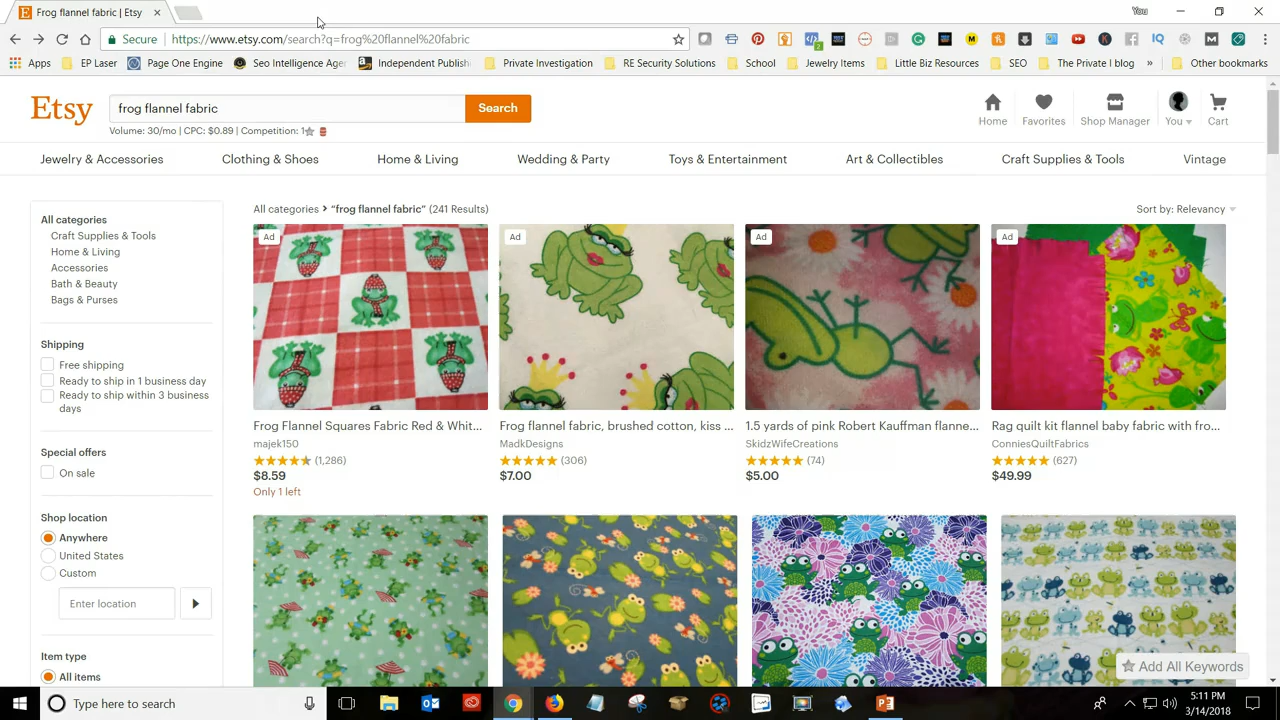 Frog flannel fabric | Etsy
You
Secure https://www.etsy.com/search?q=frog%20flannel%20fabric
Apps EP Laser Page One Engine Seo Intelligence Age Independent Publish Private Investigation RE Security Solutions School Jewelry Items Little Biz Resources SEO The Private I blog » Other bookmarks
Etsy frog flannel fabric Search
Volume: 30/mo | CPC: $0.89 | Competition: 1
Home Favorites Shop Manager You Cart
Jewelry & Accessories Clothing & Shoes Home & Living Wedding & Party Toys & Entertainment Art & Collectibles Craft Supplies & Tools Vintage
All categories
Craft Supplies & Tools
Home & Living
Accessories
Bath & Beauty
Bags & Purses
Shipping
Free shipping
Ready to ship in 1 business day
Ready to ship within 3 business
days
Special offers
On sale
Shop location
Anywhere
United States
Custom
Enter location
Item type
All items
All categories > "frog flannel fabric" (241 Results)
Sort by: Relevancy
Ad
Frog Flannel Squares Fabric Red & Whit...
majek150
(1,286)
$8.59
Only 1 left
Ad
Frog flannel fabric, brushed cotton, kiss ...
MadkDesigns
(306)
$7.00
Ad
1.5 yards of pink Robert Kauffman flanne...
SkidzWifeCreations
(74)
$5.00
Ad
Rag quilt kit flannel baby fabric with fro...
ConniesQuiltFabrics
(627)
$49.99
Add All Keywords
Type here to search
5:11 PM
3/14/2018